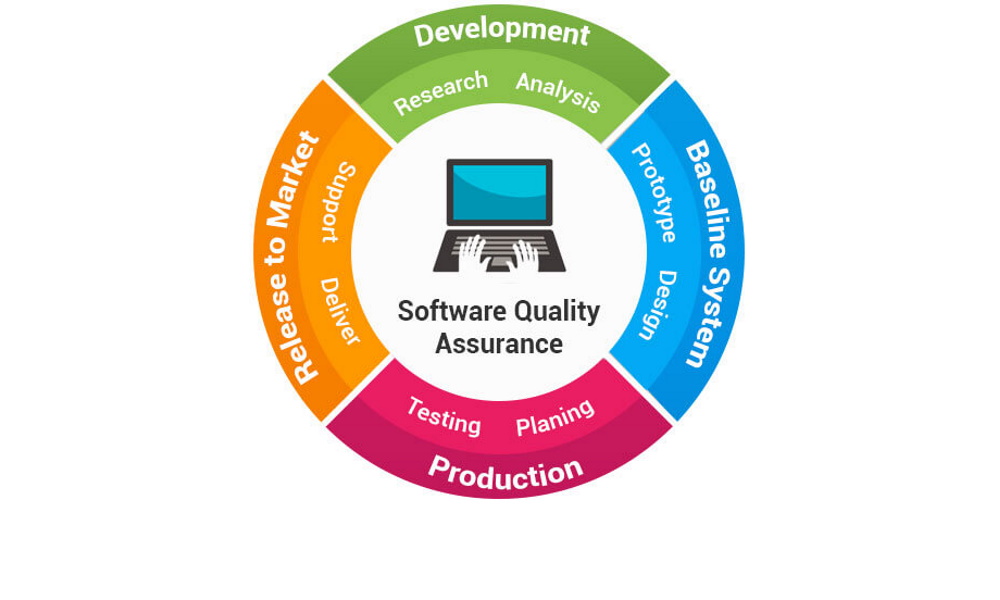 Development
Research Analysis
Baseline System
Prototype Design
Software Quality
Assurance
Testing Planing
Production
Release to Market
Support Deliver